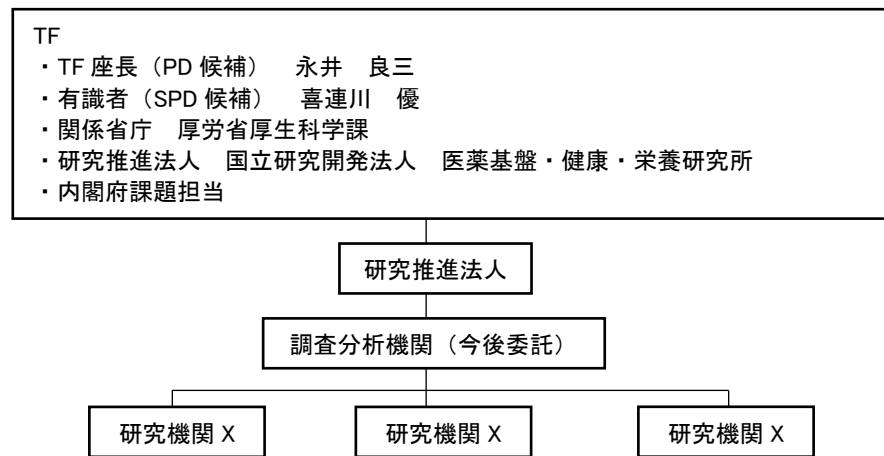 TF
・TF 座長（PD 候補）　永井　良三
・有識者（SPD 候補）　喜連川　優
・関係省庁　厚労省厚生科学課
・研究推進法人　国立研究開発法人　医薬基盤・健康・栄養研究所
・内閣府課題担当
研究推進法人
調査分析機関（今後委託）
研究機関 X
研究機関 X
研究機関 X